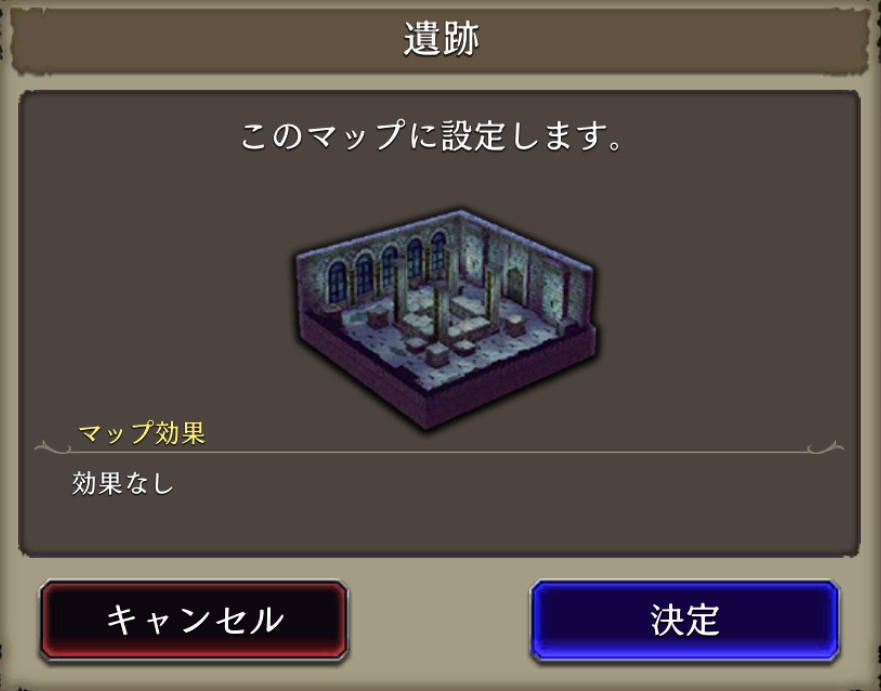 遺跡
このマップに設定します。
マップ効果
効果なし
キャンセル
決定